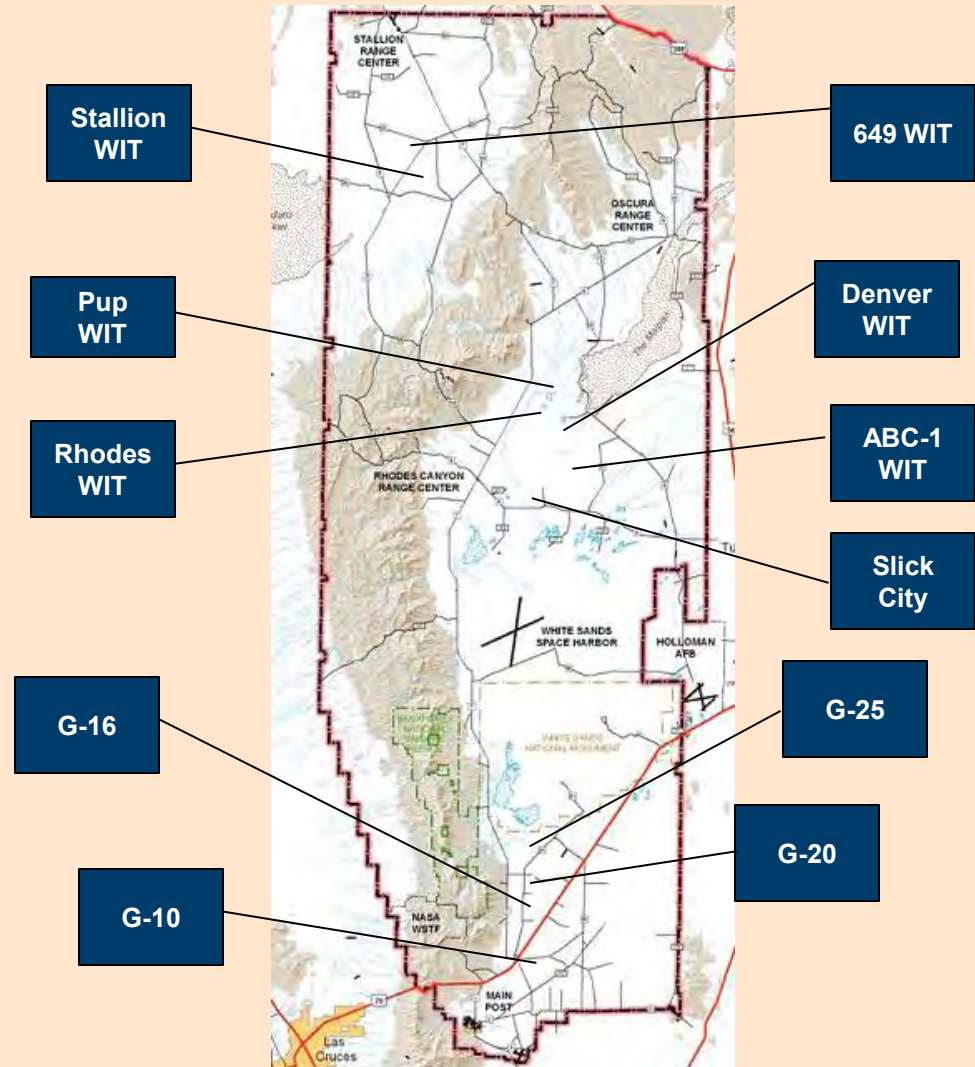 STALLION
RANGE
CENTER
Stallion
WIT
649 WIT
OSCURA
RANGE
CENTER
Pup
WIT
Denver
WIT
Rhodes
WIT
RHODES CANYON
RANGE CENTER
ABC-1
WIT
Slick
City
WHITE SANDS
SPACE HARBOR
HOLLOMAN
AFB
G-16
G-25
WHITE SANDS
NATIONAL MONUMENT
G-20
G-10
NASA
WSTF
MAIN
POST
70
Las
Cruces